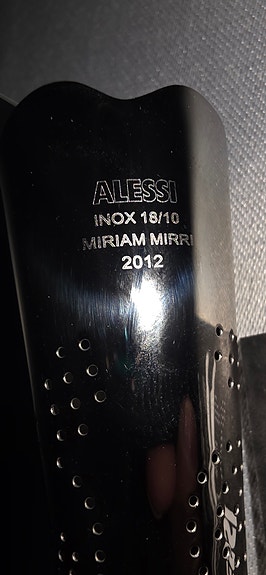 ALESSI
INOX 18/10
MIRIAM MIRRI
2012